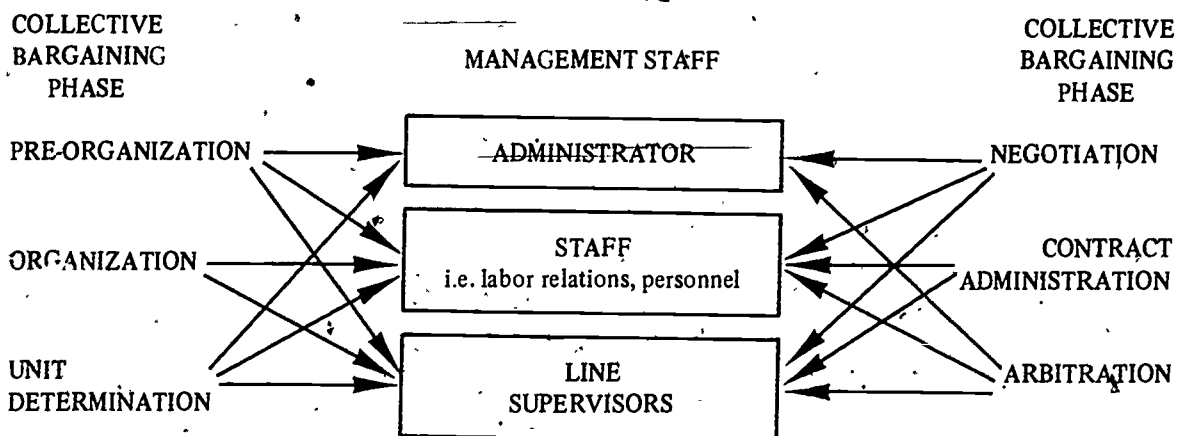 COLLECTIVE
BARGAINING
PHASE
MANAGEMENT STAFF
COLLECTIVE
BARGAINING
PHASE
PRE-ORGANIZATION
ADMINISTRATOR
NEGOTIATION
ORGANIZATION
STAFF
i.e. labor relations, personnel
CONTRACT
ADMINISTRATION
UNIT
DETERMINATION
LINE
SUPERVISORS
ARBITRATION